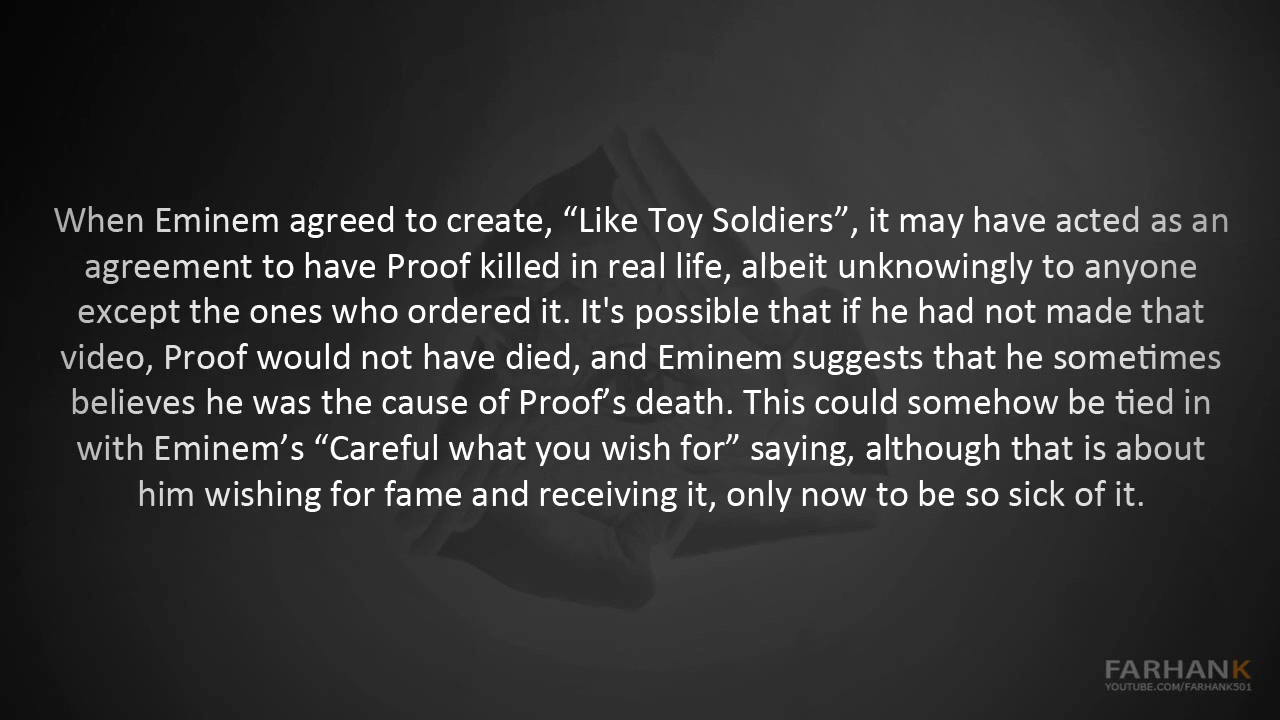 When Eminem agreed to create, “Like Toy Soldiers”, it may have acted as an
agreement to have Proof killed in real life, albeit unknowingly to anyone
except the ones who ordered it. It's possible that if he had not made that
video, Proof would not have died, and Eminem suggests that he sometimes
believes he was the cause of Proof’s death. This could somehow be tied in
with Eminem’s “Careful what you wish for” saying, although that is about
him wishing for fame and receiving it, only now to be so sick of it.
FARHANK
YOUTUBE.COM/FARHANK501